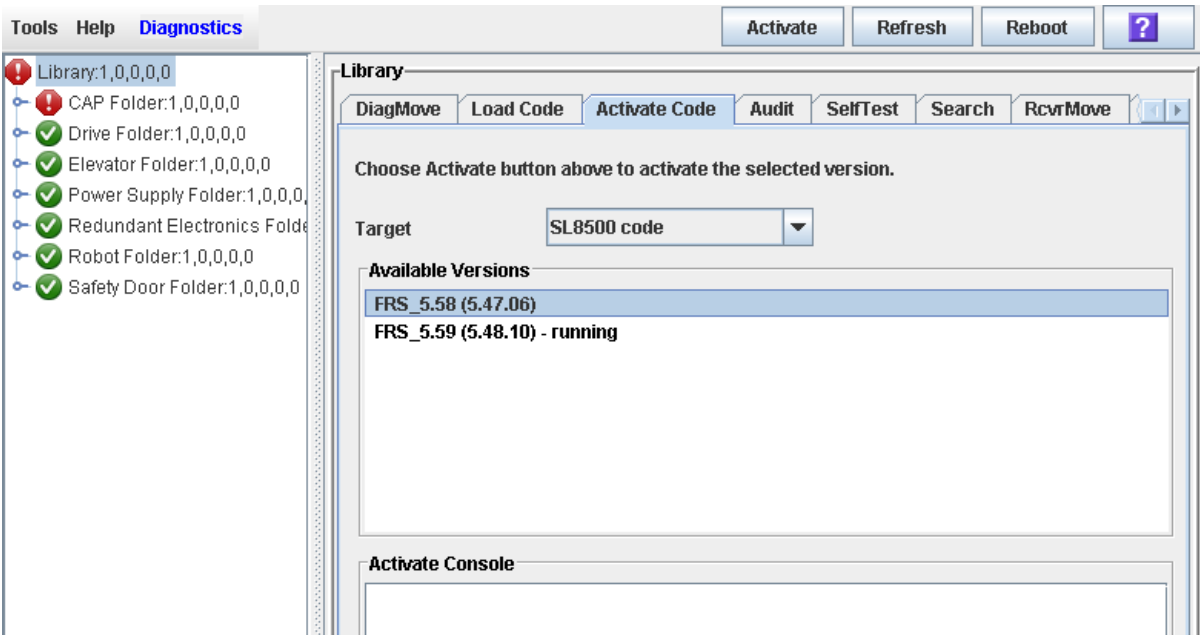 Tools Help Diagnostics
Activate Refresh Reboot ?
Library:1,0,0,0,0
CAP Folder:1,0,0,0,0
Drive Folder:1,0,0,0,0
Elevator Folder:1,0,0,0,0
Power Supply Folder:1,0,0,0,
Redundant Electronics Folde
Robot Folder:1,0,0,0,0
Safety Door Folder:1,0,0,0,0
Library
DiagMove Load Code Activate Code Audit SelfTest Search RcvrMove
Choose Activate button above to activate the selected version.
Target SL8500 code
Available Versions
FRS_5.58 (5.47.06)
FRS_5.59 (5.48.10) - running
Activate Console